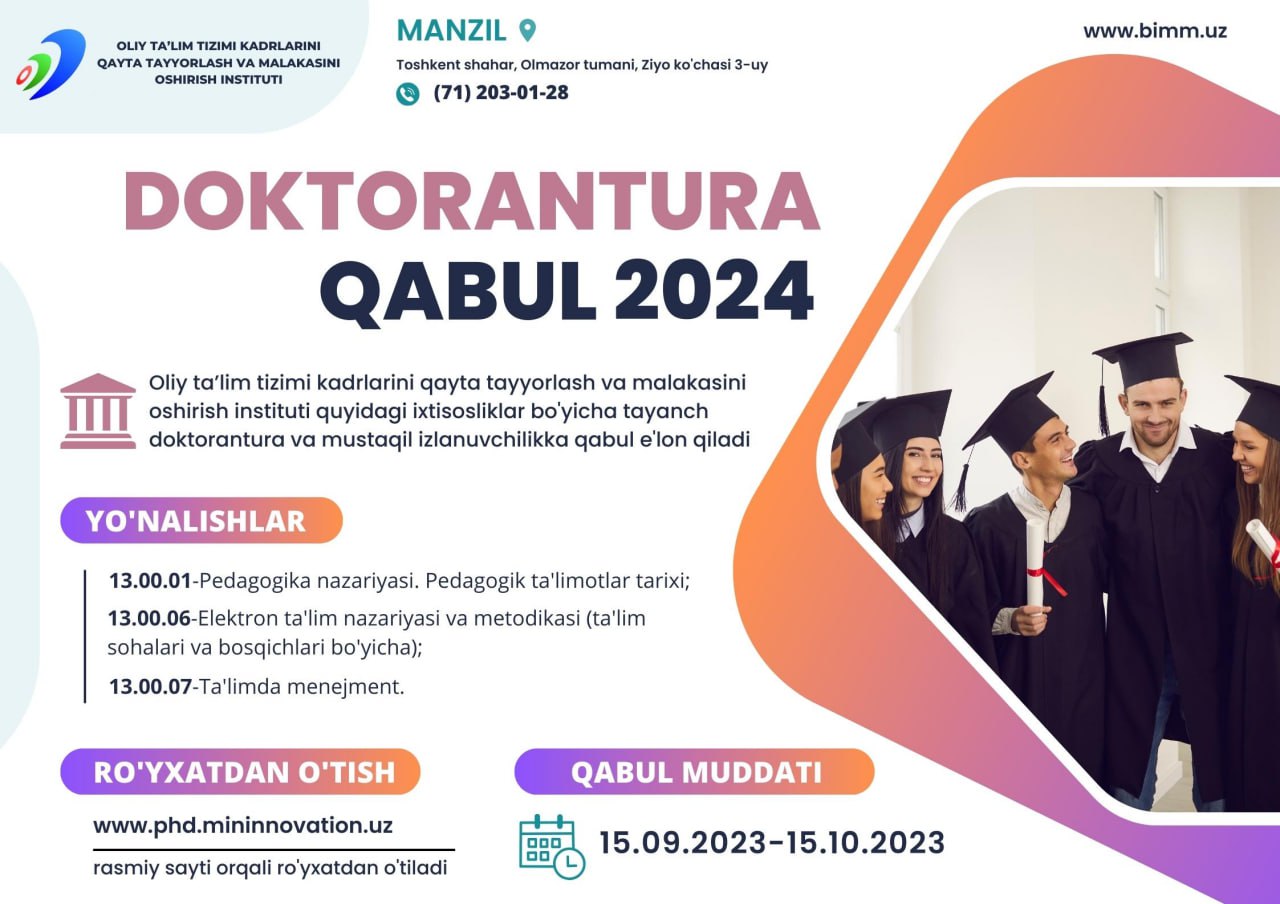 OLIY TA’LIM TIZIMI KADRLARINI
QAYTA TAYYORLASH VA MALAKASINI
OSHIRISH INSTITUTI
MANZIL
Toshkent shahar, Olmazor tumani, Ziyo ko'chasi 3-uy
(71) 203-01-28
www.bimm.uz
DOKTORANTURA
QABUL 2024
Oliy ta’lim tizimi kadrlarini qayta tayyorlash va malakasini
oshirish instituti quyidagi ixtisosliklar bo'yicha tayanch
doktorantura va mustaqil izlanuvchilikka qabul e'lon qiladi
YO'NALISHLAR
13.00.01-Pedagogika nazariyasi. Pedagogik ta'limotlar tarixi;
13.00.06-Elektron ta'lim nazariyasi va metodikasi (ta'lim
sohalari va bosqichlari bo'yicha);
13.00.07-Ta'limda menejment.
RO'YXATDAN O'TISH
www.phd.mininnovation.uz
rasmiy sayti orqali ro'yxatdan o'tiladi
QABUL MUDDATI
15.09.2023-15.10.2023